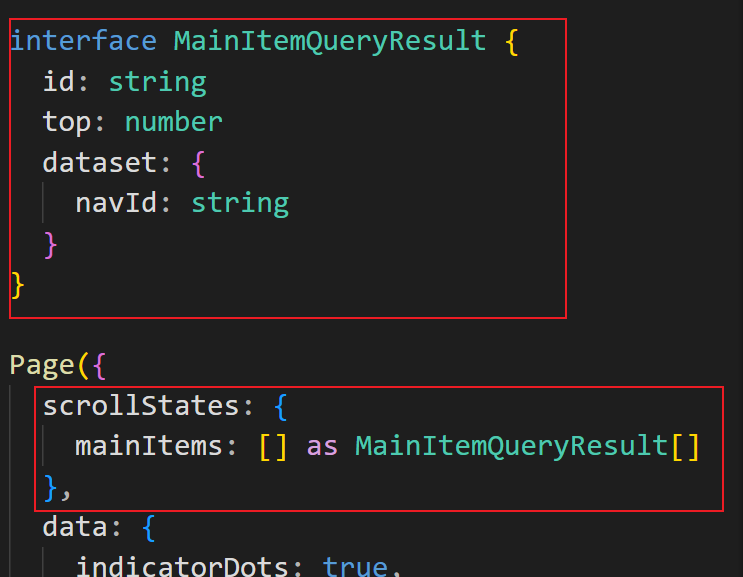 interface MainItemQueryResult {
  id: string
  top: number
  dataset: {
    navId: string
  }
}
Page({
  scrollStates: {
    mainItems: [] as MainItemQueryResult[]
  },
  data: {
    indicatorDots: true,